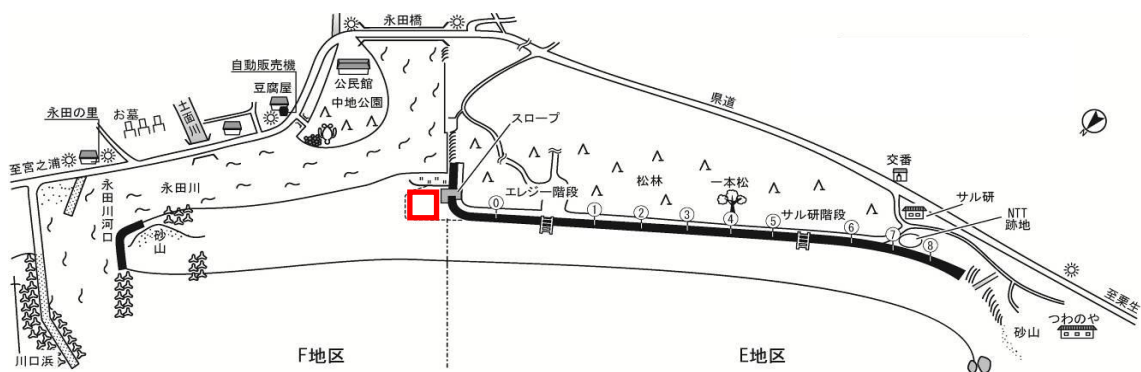 永田橋
自動販売機
豆腐屋
公民館
中地公園
永田の里
お墓
土面川
至宮之浦
永田川
永田川河口
砂山
川口浜
スロープ
エレジー階段
松林
一本松
サル研階段
県道
交番
サル研
NTT
跡地
N
至栗生
つわのや
砂山
⓪
①
②
③
④
⑤
⑥
⑦
⑧
F地区
E地区